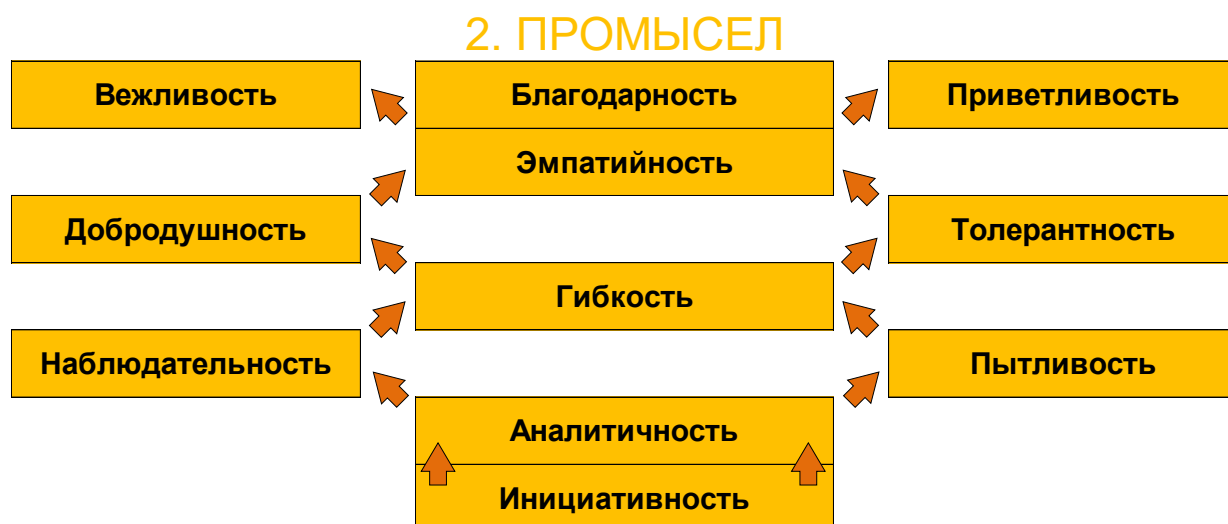 2. ПРОМЫСЕЛ
Вежливость
Благодарность
Приветливость
Эмпатийность
Добродушность
Толерантность
Гибкость
Наблюдательность
Пытливость
Аналитичность
Инициативность